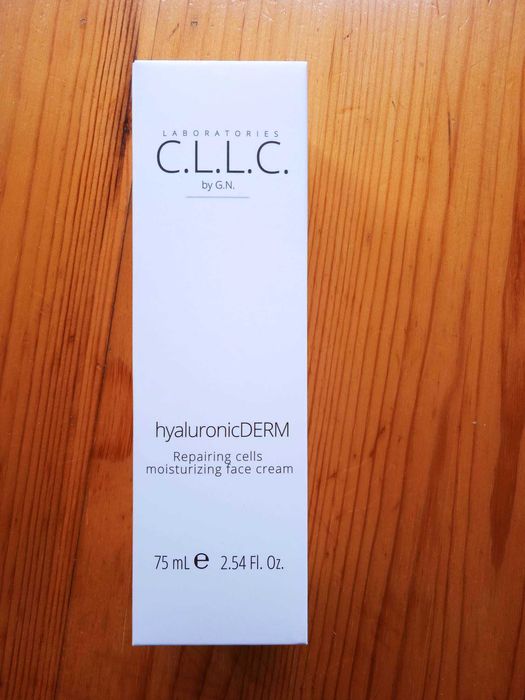 LABORATORIES
C.L.L.C.
by G.N.
hyaluronicDERM
Repairing cells
moisturizing face cream
75 mL ℮ 2.54 Fl. Oz.